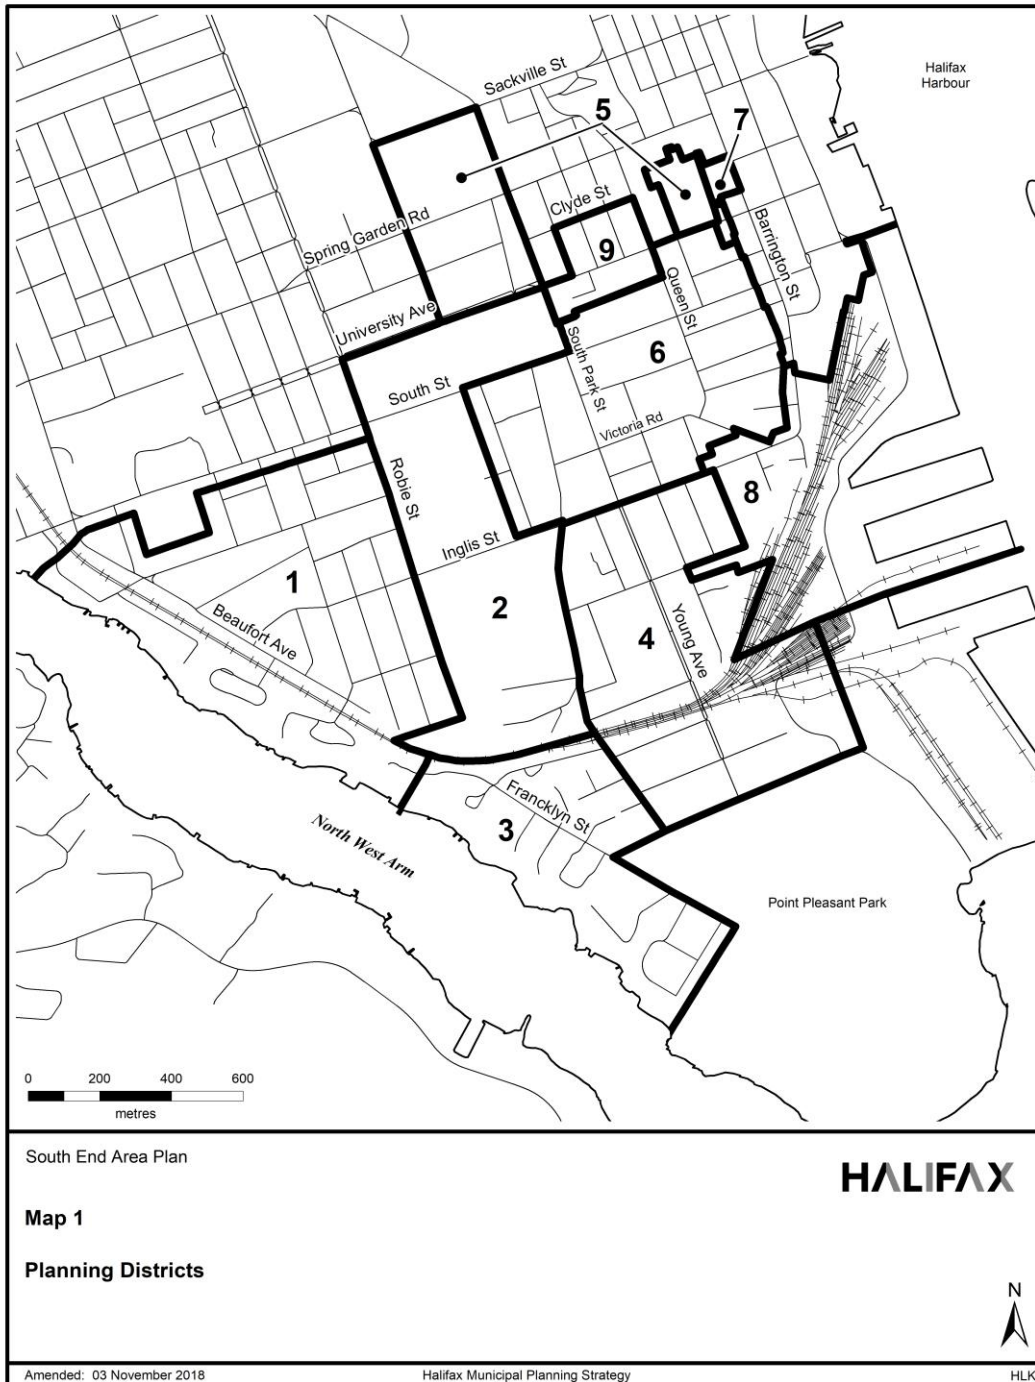 Halifax
Harbour
Sackville St
5
7
Clyde St
Spring Garden Rd
9
Barrington St
Queen St
University Ave
6
South Park St
South St
Victoria Rd
8
Robie St
Inglis St
1
2
Beaufort Ave
4
Young Ave
Francklyn St
3
North West Arm
Point Pleasant Park
0 200 400 600
metres
South End Area Plan
HALIFAX
Map 1
Planning Districts
N
Amended: 03 November 2018 Halifax Municipal Planning Strategy